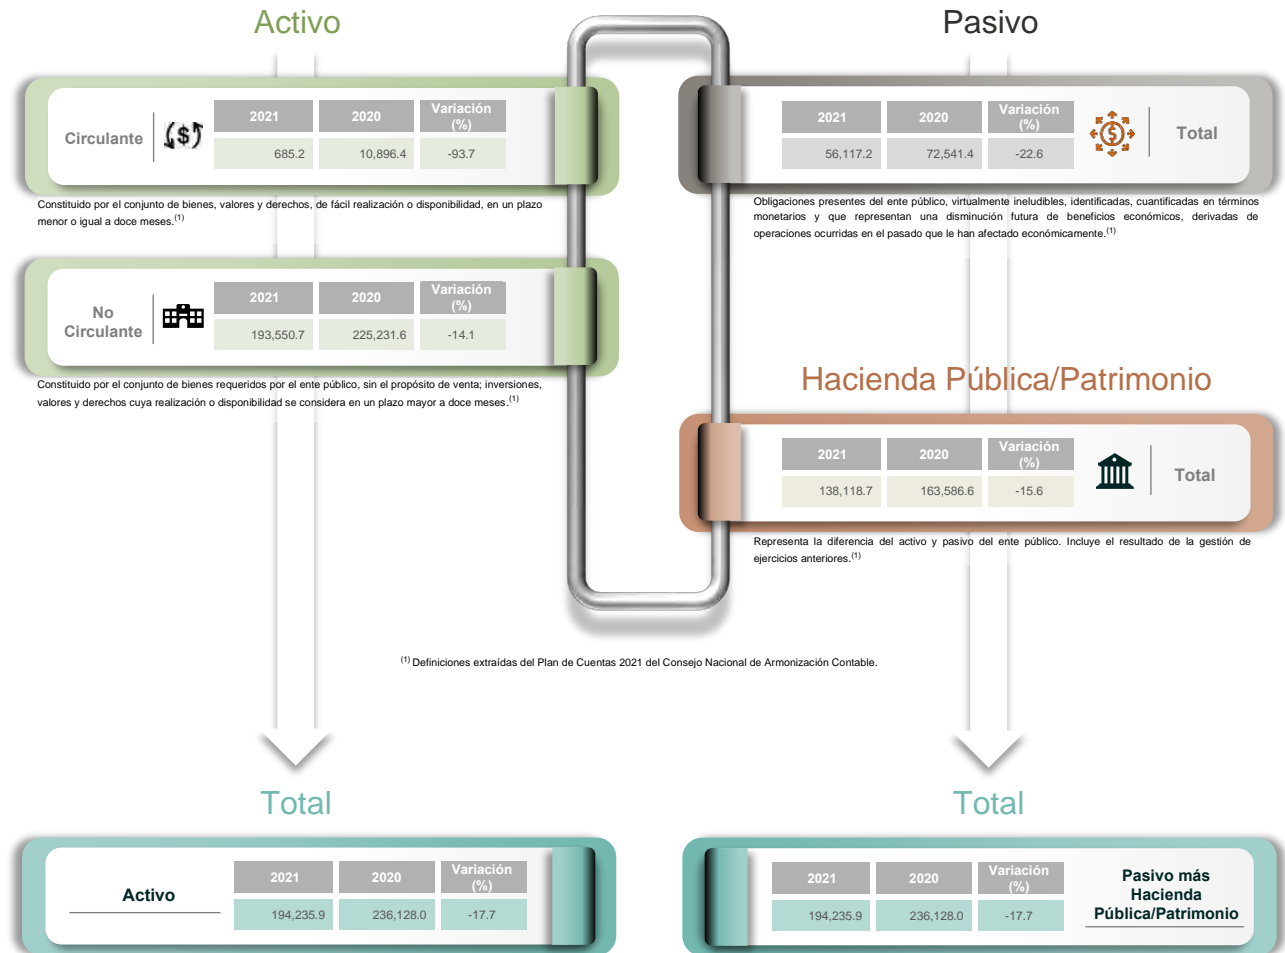 Activo
2021 2020 Variación
(%)
Circulante
685.2 10,896.4 -93.7
Constituido por el conjunto de bienes, valores y derechos, de fácil realización o disponibilidad, en un plazo
menor o igual a doce meses.(1)
2021 2020 Variación
(%)
No
Circulante
193,550.7 225,231.6 -14.1
Constituido por el conjunto de bienes requeridos por el ente público, sin el propósito de venta; inversiones,
valores y derechos cuya realización o disponibilidad se considera en un plazo mayor a doce meses.(1)
Pasivo
2021 2020 Variación
(%)
Total
56,117.2 72,541.4 -22.6
Obligaciones presentes del ente público, virtualmente ineludibles, identificadas, cuantificadas en términos
monetarios y que representan una disminución futura de beneficios económicos, derivadas de
operaciones ocurridas en el pasado que le han afectado económicamente.(1)
Hacienda Pública/Patrimonio
2021 2020 Variación
(%)
Total
138,118.7 163,586.6 -15.6
Representa la diferencia del activo y pasivo del ente público. Incluye el resultado de la gestión de
ejercicios anteriores.(1)
(1) Definiciones extraídas del Plan de Cuentas 2021 del Consejo Nacional de Armonización Contable.
Total
2021 2020 Variación
(%)
Activo
194,235.9 236,128.0 -17.7
Total
2021 2020 Variación
(%)
194,235.9 236,128.0 -17.7
Pasivo más
Hacienda
Pública/Patrimonio